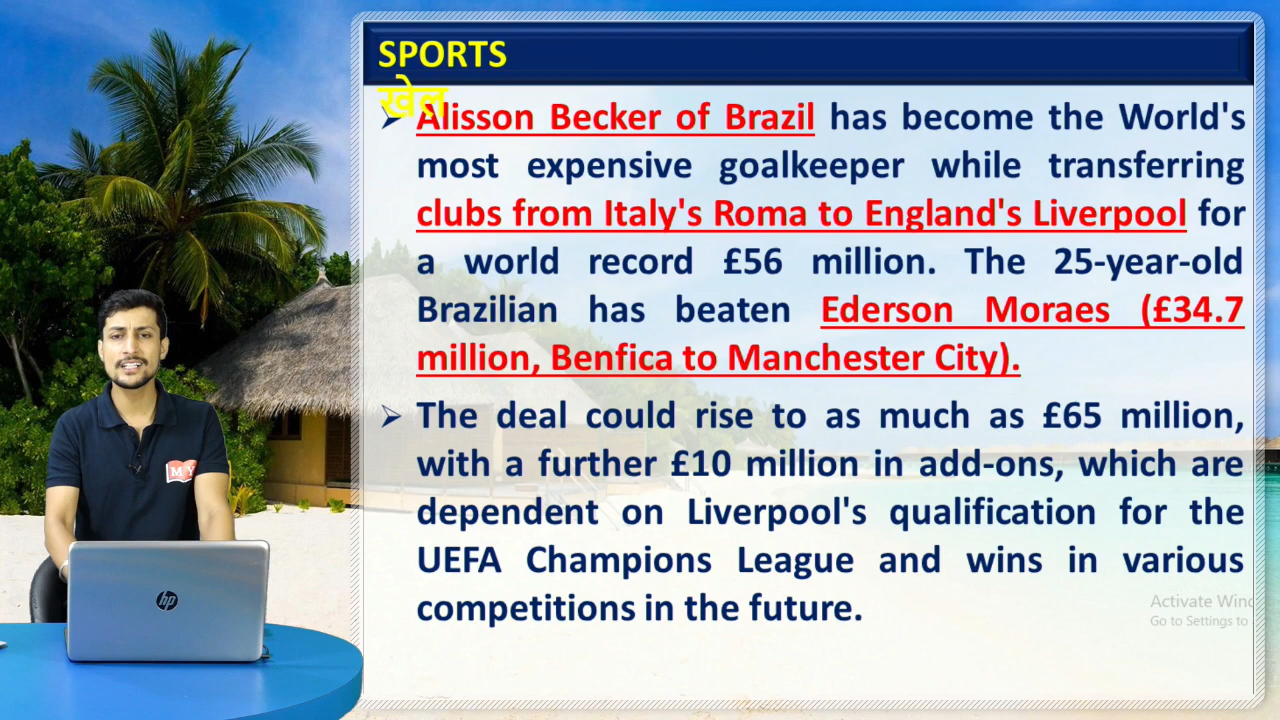 SPORTS
खेल
➢ Alisson Becker of Brazil has become the World's
most expensive goalkeeper while transferring
clubs from Italy's Roma to England's Liverpool for
a world record £56 million. The 25-year-old
Brazilian has beaten Ederson Moraes (£34.7
million, Benfica to Manchester City).
➢ The deal could rise to as much as £65 million,
with a further £10 million in add-ons, which are
dependent on Liverpool's qualification for the
UEFA Champions League and wins in various
competitions in the future.
Activate Wind
Go to Settings to
M Y
hp